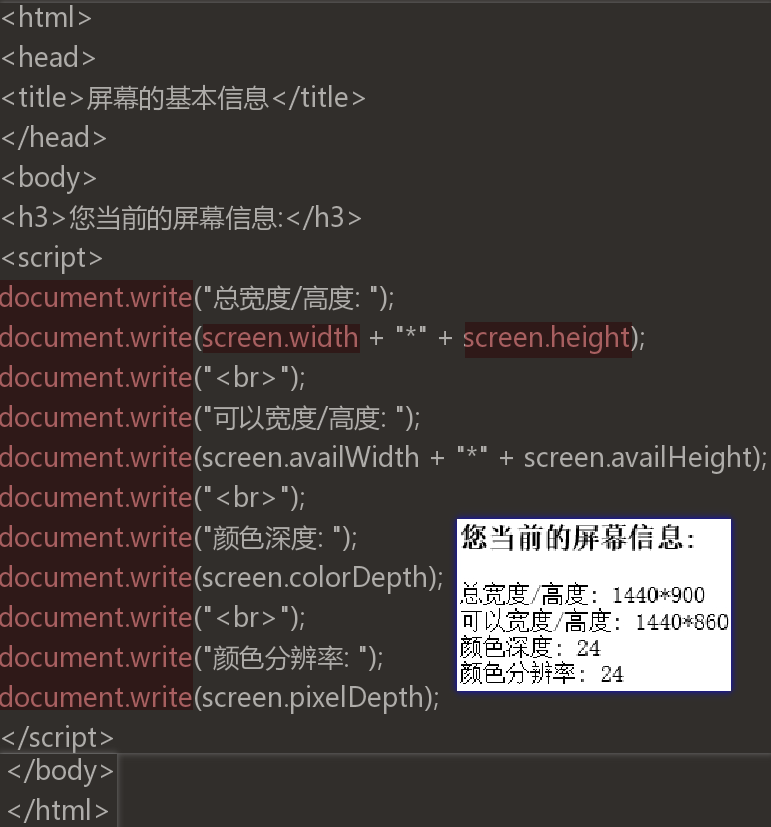 <html>
<head>
<title>屏幕的基本信息</title>
</head>
<body>
<h3>您当前的屏幕信息:</h3>
<script>
document.write("总宽度/高度: ");
document.write(screen.width + "*" + screen.height);
document.write("<br>");
document.write("可以宽度/高度: ");
document.write(screen.availWidth + "*" + screen.availHeight);
document.write("<br>");
document.write("颜色深度: ");
document.write(screen.colorDepth);
document.write("<br>");
document.write("颜色分辨率: ");
document.write(screen.pixelDepth);
</script>
</body>
</html>
您当前的屏幕信息:
总宽度/高度: 1440*900
可以宽度/高度: 1440*860
颜色深度: 24
颜色分辨率: 24